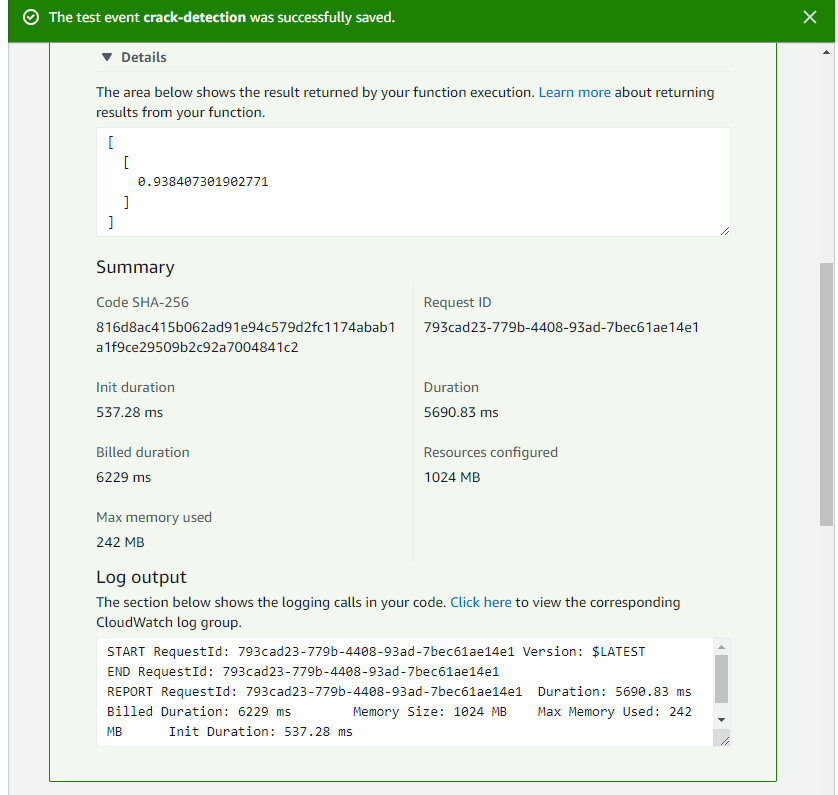 The test event crack-detection was successfully saved.
Details
The area below shows the result returned by your function execution. Learn more about returning
results from your function.
[
[
0.938407301902771
]
]
Summary
Code SHA-256
816d8ac415b062ad91e94c579d2fc1174abab1
a1f9ce29509b2c92a7004841c2
Request ID
793cad23-779b-4408-93ad-7bec61ae14e1
Init duration
537.28 ms
Duration
5690.83 ms
Billed duration
6229 ms
Resources configured
1024 MB
Max memory used
242 MB
Log output
The section below shows the logging calls in your code. Click here to view the corresponding
CloudWatch log group.
START RequestId: 793cad23-779b-4408-93ad-7bec61ae14e1 Version: $LATEST
END RequestId: 793cad23-779b-4408-93ad-7bec61ae14e1
REPORT RequestId: 793cad23-779b-4408-93ad-7bec61ae14e1 Duration: 5690.83 ms
Billed Duration: 6229 ms Memory Size: 1024 MB Max Memory Used: 242
MB Init Duration: 537.28 ms